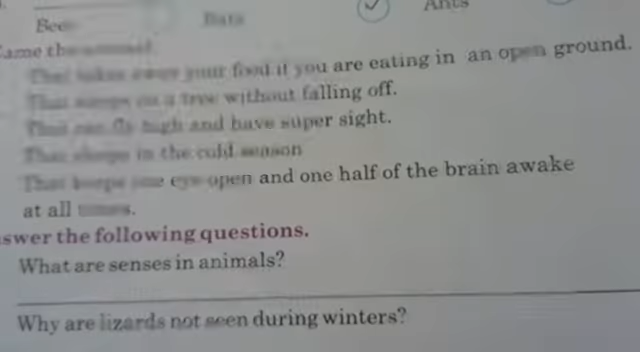 Bee Bats Ants
ame the animal.
That takes away your food if you are eating in an open ground.
That sleeps on a tree without falling off.
That can fly high and have super sight.
That sleeps in the cold season
That keeps one eye open and one half of the brain awake
at all times.
swer the following questions.
What are senses in animals?
Why are lizards not seen during winters?